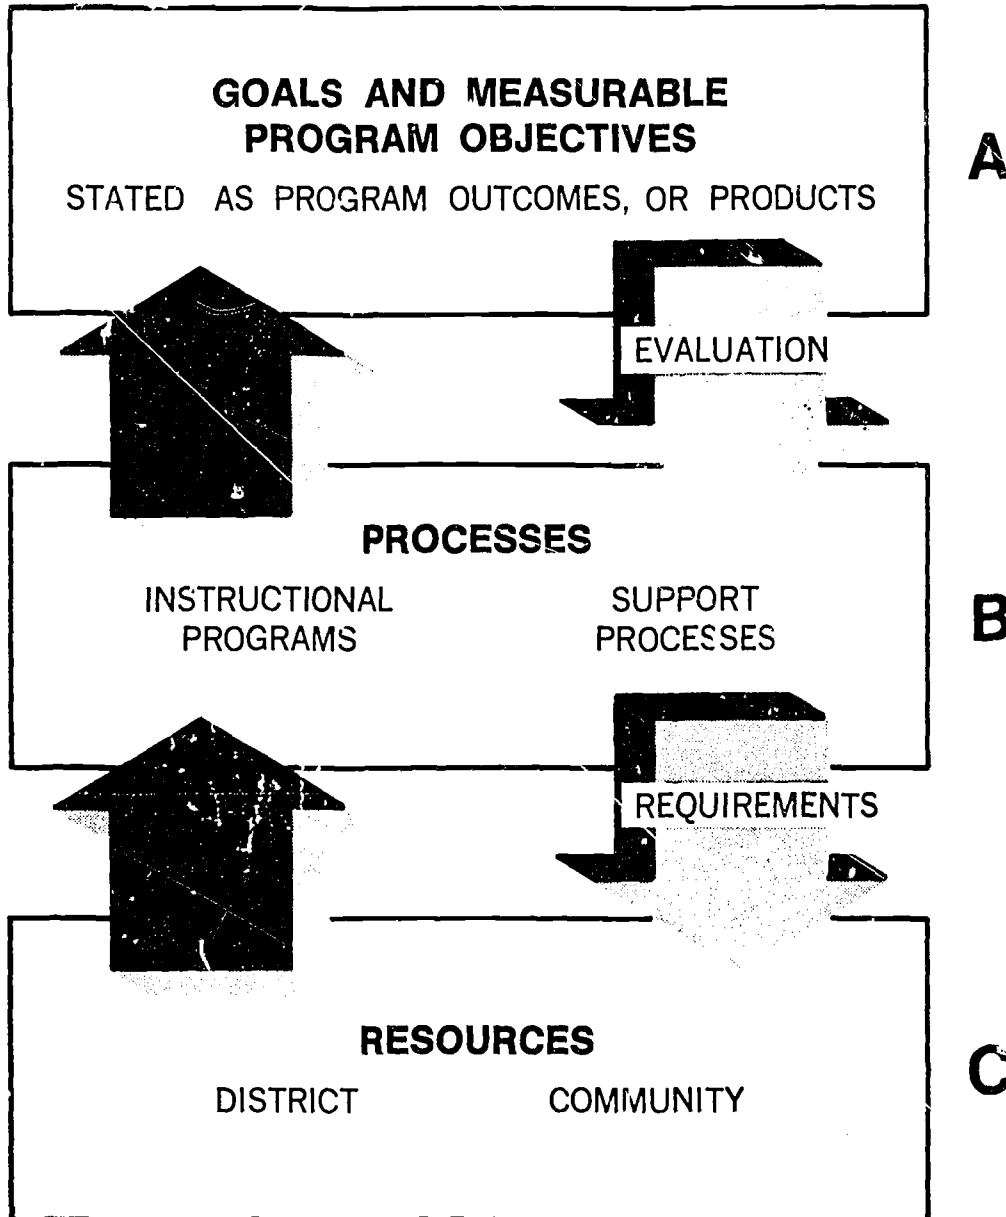 GOALS AND MEASURABLE
PROGRAM OBJECTIVES
STATED AS PROGRAM OUTCOMES, OR PRODUCTS
A
EVALUATION
PROCESSES
INSTRUCTIONAL
PROGRAMS
SUPPORT
PROCESSES
B
REQUIREMENTS
RESOURCES
DISTRICT
COMMUNITY
C